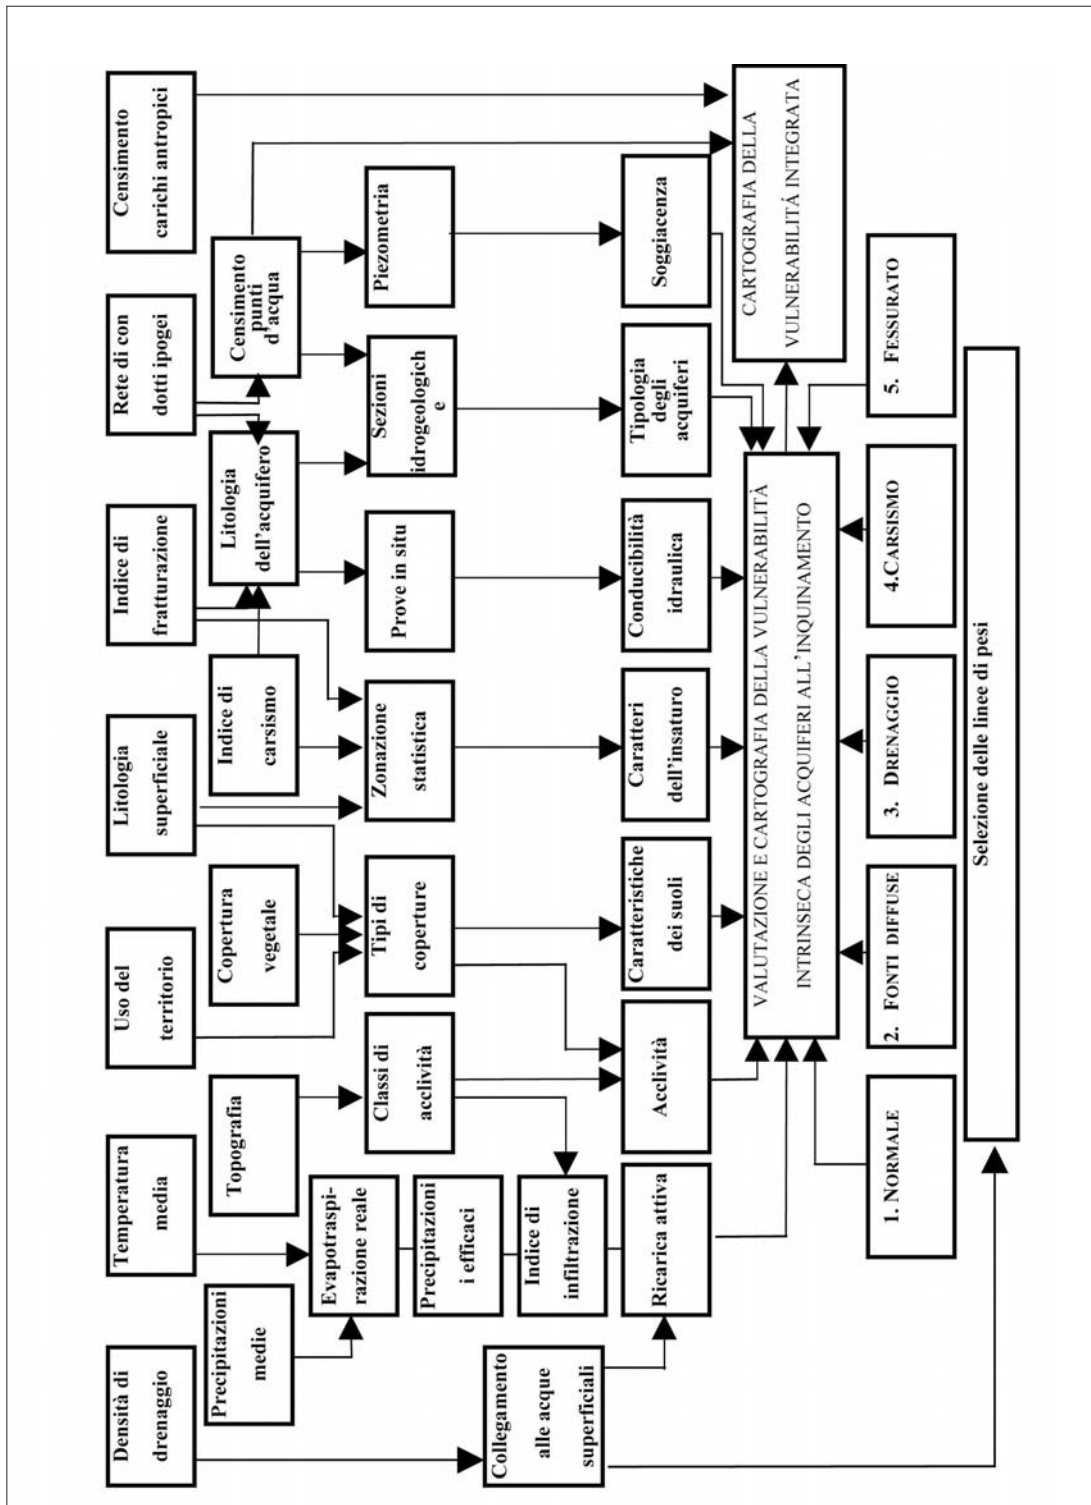 Densità di
drenaggio
Precipitazioni
medie
Temperatura
media
Topografia
Uso del
territorio
Copertura
vegetale
Litologia
superficiale
Indice di
carsismo
Indice di
fratturazione
Litologia
dell'acquifero
Rete di con
dotti ipogei
Censimento
punti
d'acqua
Censimento
carichi antropici
Evapotraspi-
razione reale
Precipitazioni
i efficaci
Indice di
infiltrazione
Classi di
acclività
Tipi di
coperture
Zonazione
statistica
Prove in situ
Sezioni
idrogeologich
e
Piezometria
Collegamento
alle acque
superficiali
Ricarica attiva
Acclività
Caratteristiche
dei suoli
Caratteri
dell'insaturo
Conducibilità
idraulica
Tipologia
degli
acquiferi
Soggiacenza
VALUTAZIONE E CARTOGRAFIA DELLA VULNERABILITÀ
INTRINSECA DEGLI ACQUIFERI ALL'INQUINAMENTO
CARTOGRAFIA DELLA
VULNERABILITÁ INTEGRATA
1. NORMALE
2. FONTI DIFFUSE
3. DRENAGGIO
4.CARSISMO
5. FESSURATO
Selezione delle linee di pesi